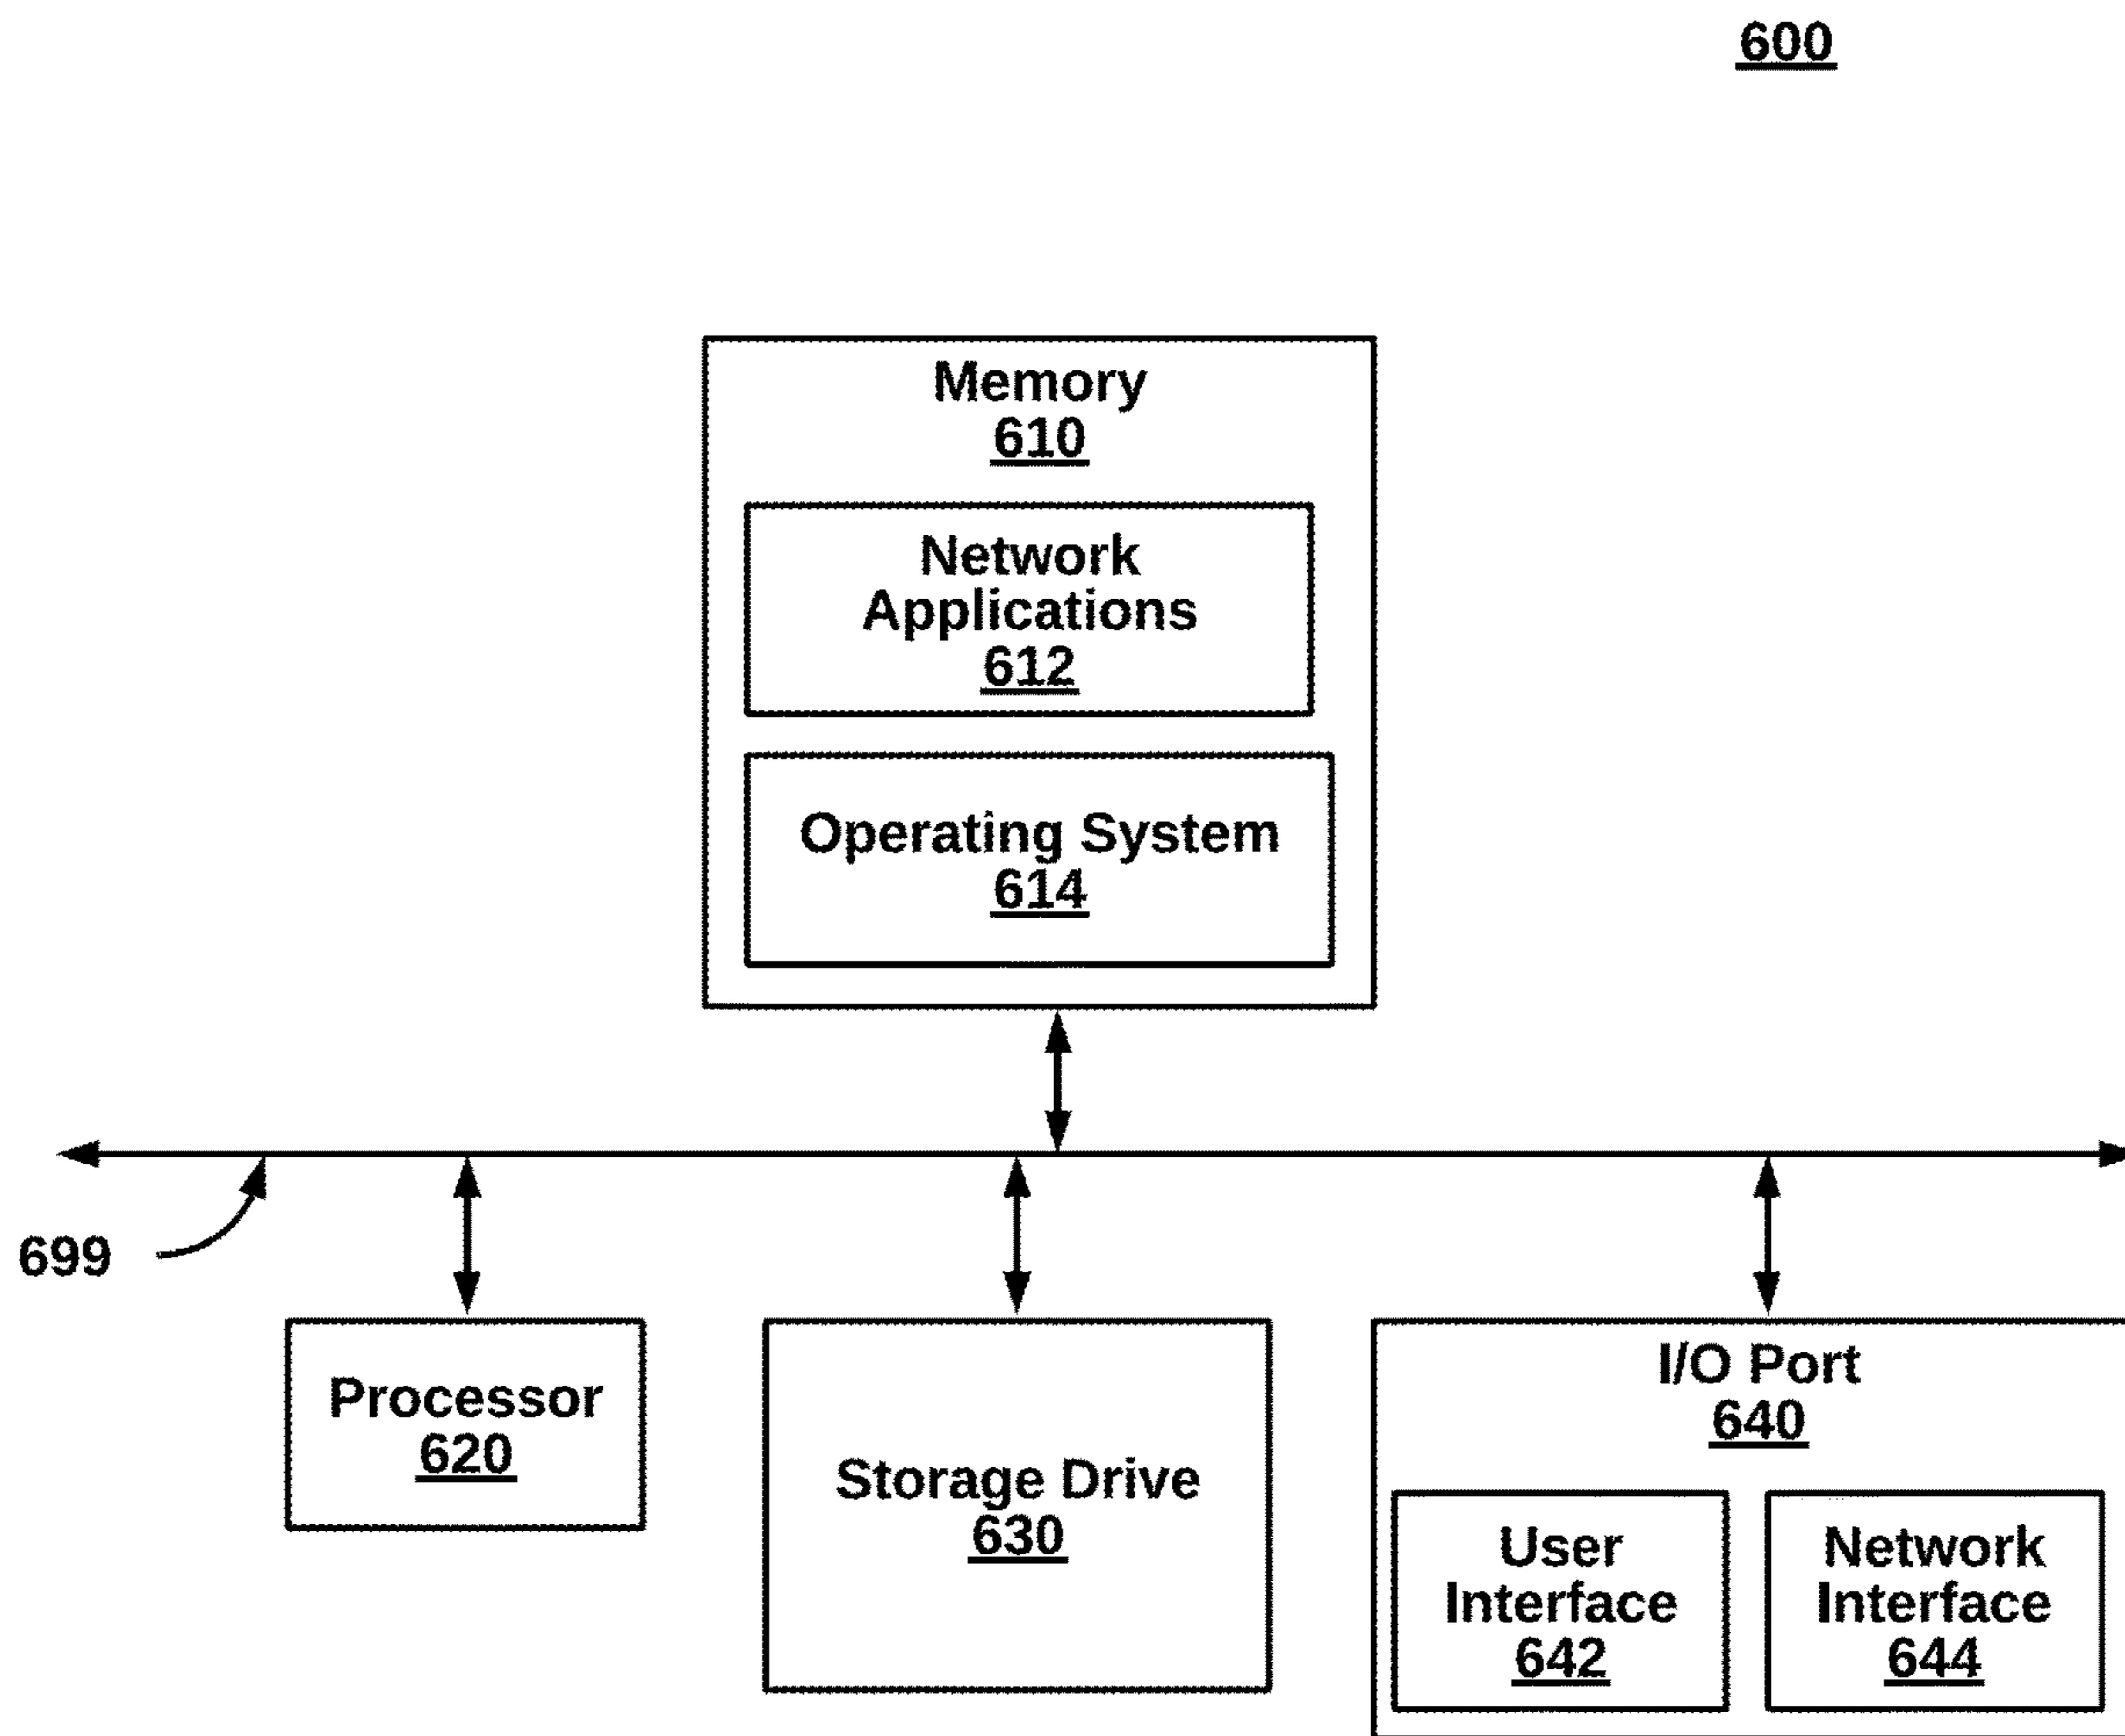 600
Memory
610
Network
Applications
612
Operating System
614
699
Processor
620
Storage Drive
630
I/O Port
640
User
Interface
642
Network
Interface
644